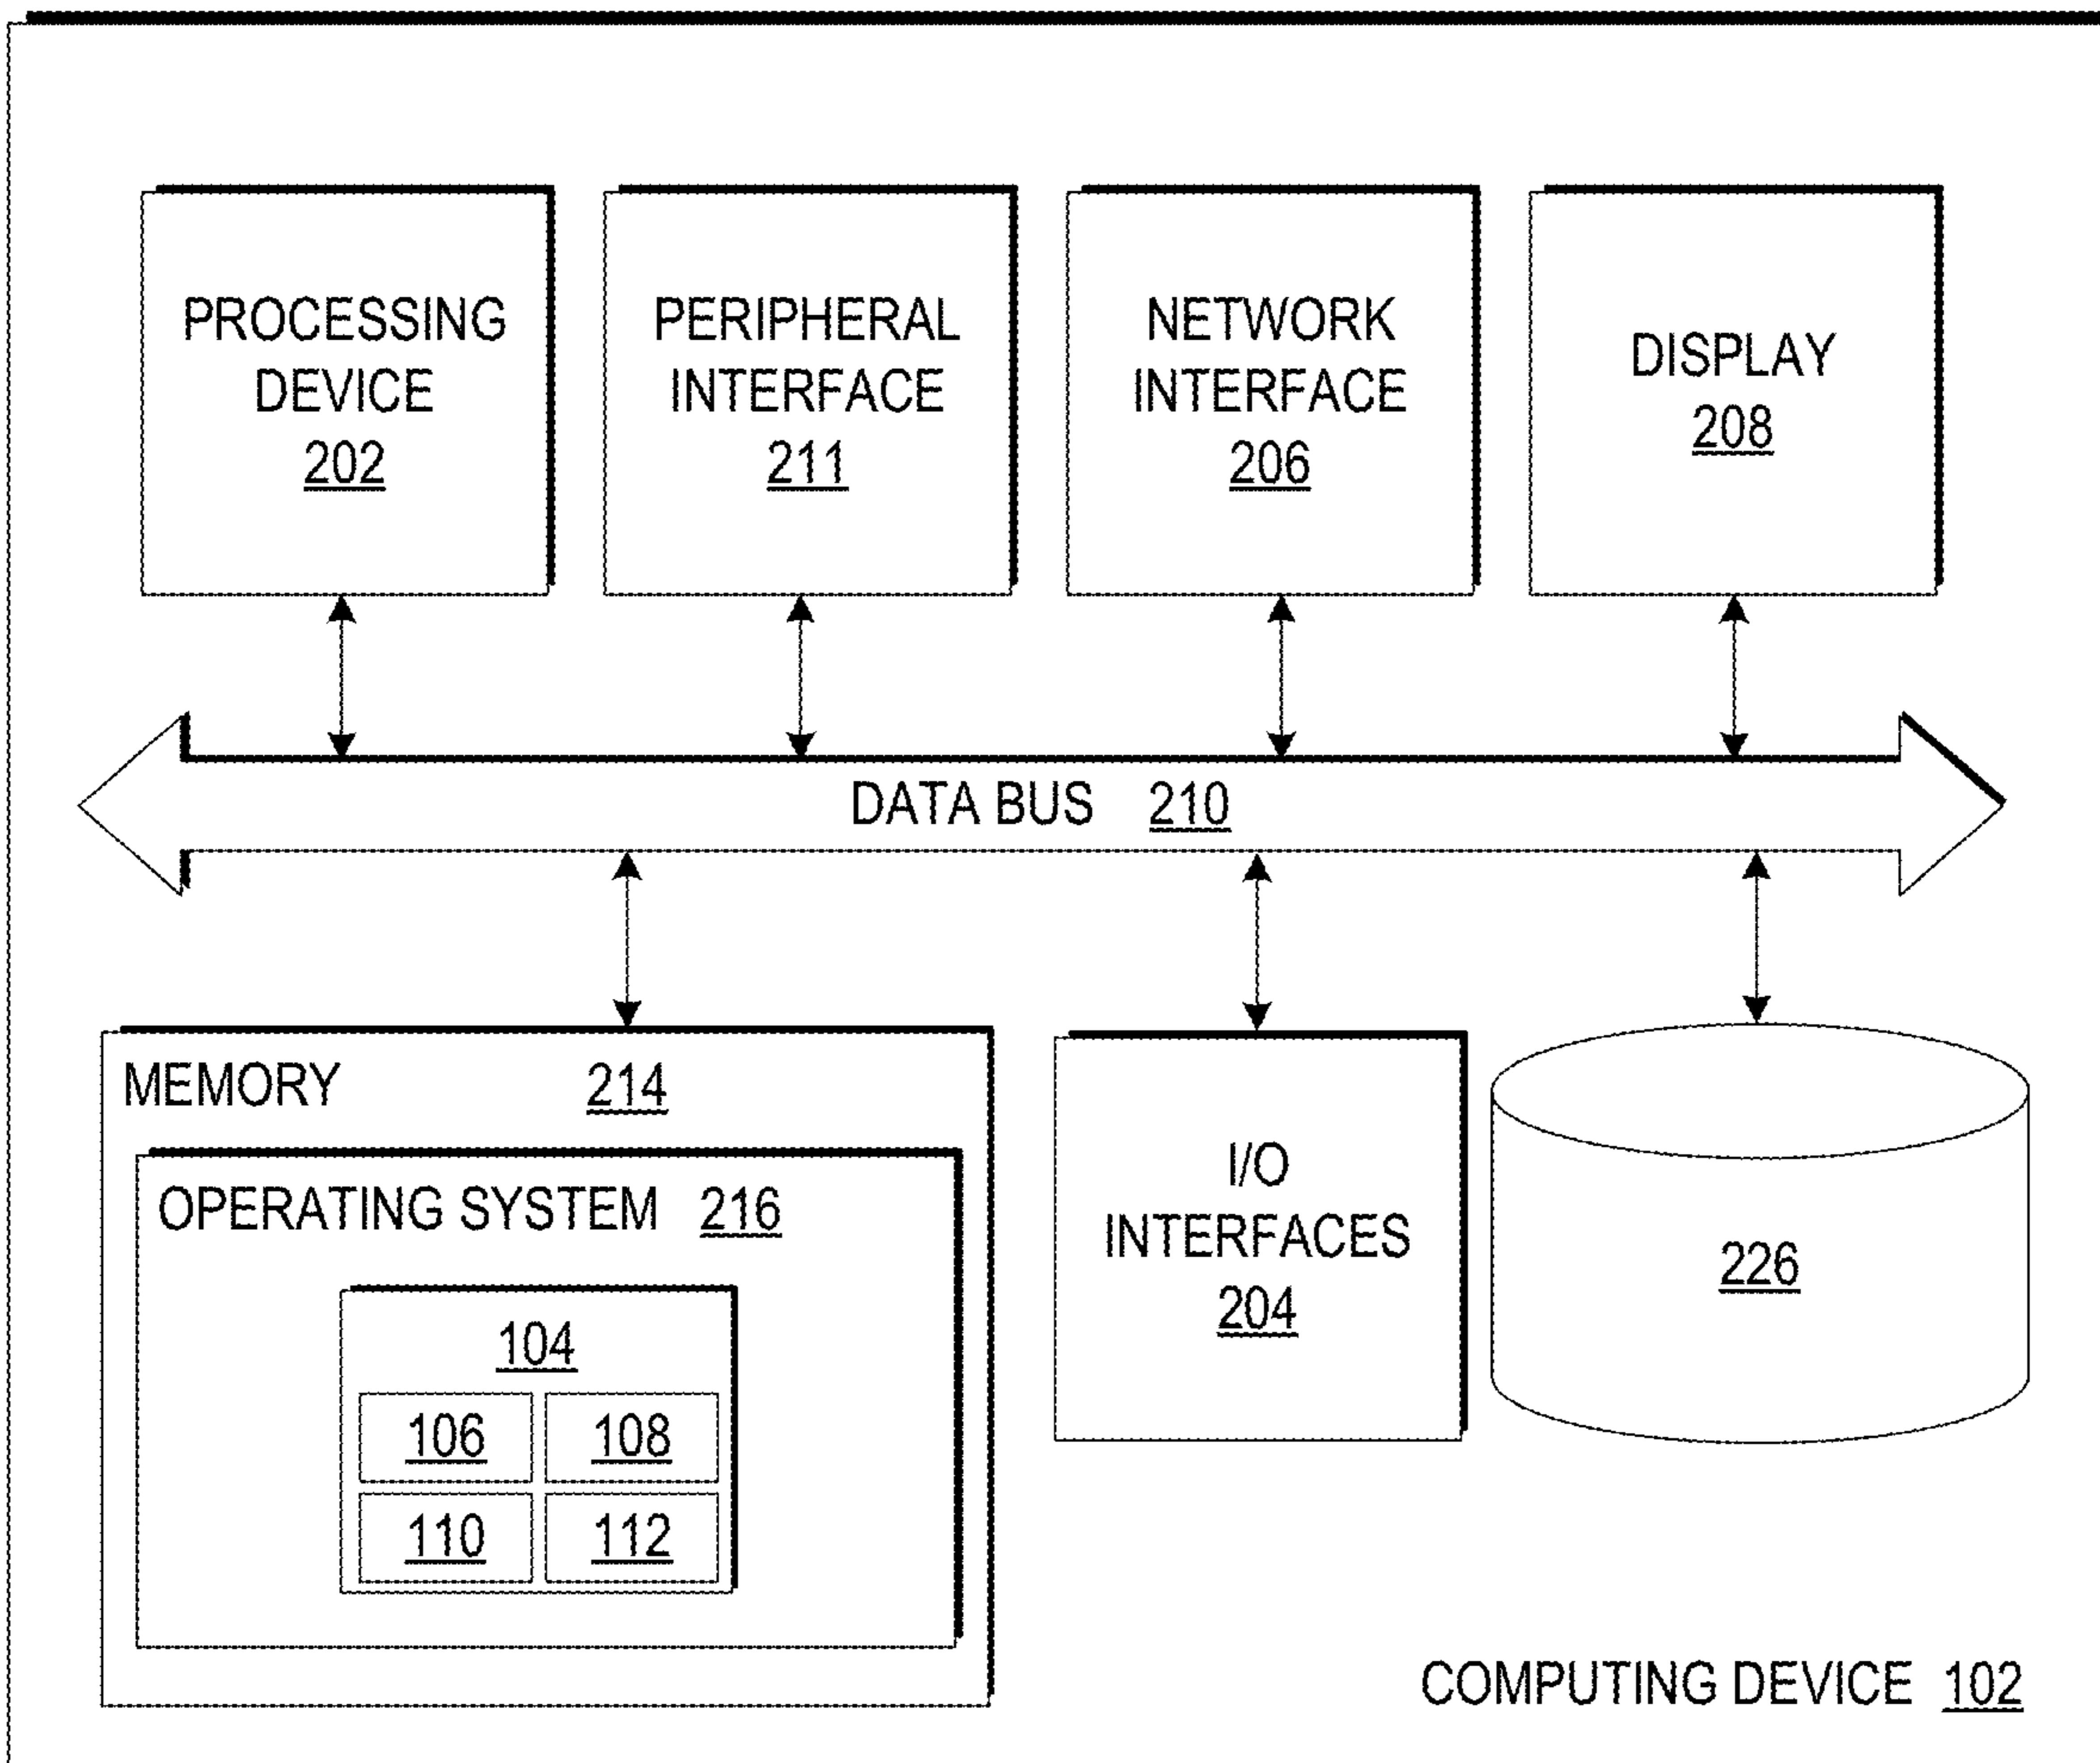 PROCESSING
DEVICE
202
PERIPHERAL
INTERFACE
211
NETWORK
INTERFACE
206
DISPLAY
208
DATA BUS 210
MEMORY 214
OPERATING SYSTEM 216
104
106 108
110 112
I/O
INTERFACES
204
226
COMPUTING DEVICE 102